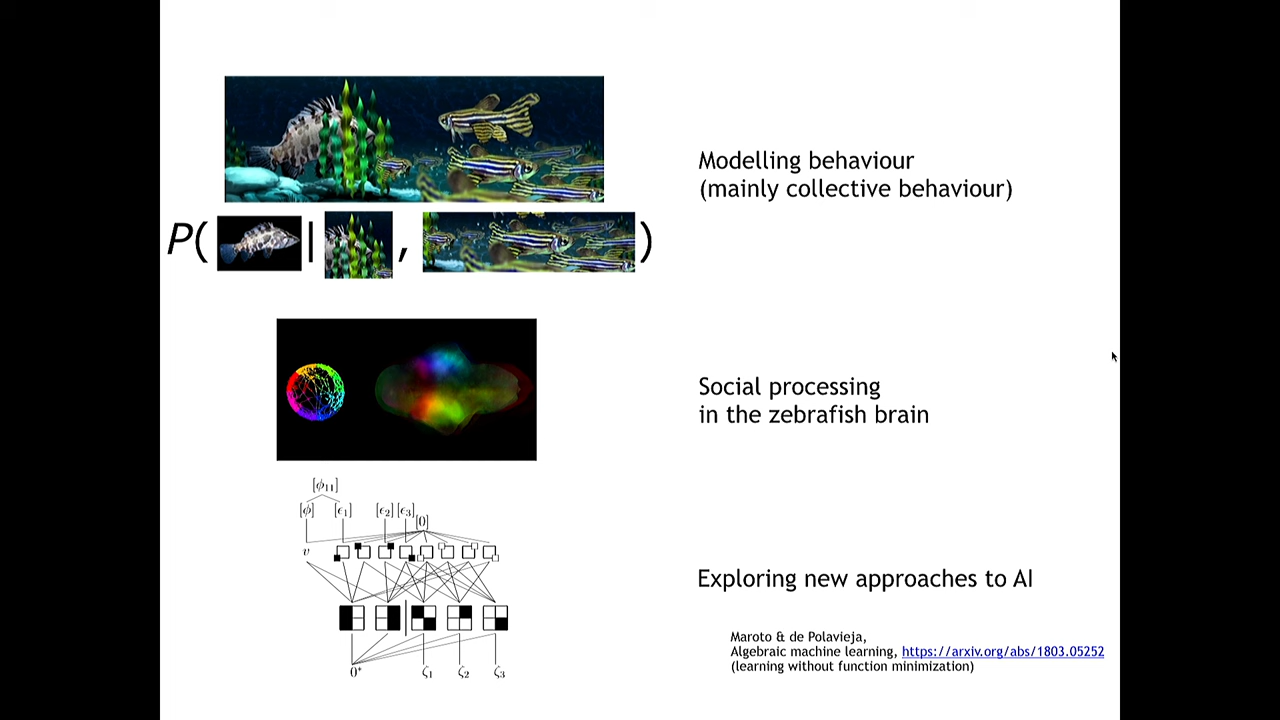 Modelling behaviour
(mainly collective behaviour)
P( | , )
Social processing
in the zebrafish brain
[ϕ₁₁]
[ϕ] [ϵ₁] [ϵ₂] [ϵ₃] [0]
v
0* ζ₁ ζ₂ ζ₃
Exploring new approaches to AI
Maroto & de Polavieja,
Algebraic machine learning, https://arxiv.org/abs/1803.05252
(learning without function minimization)